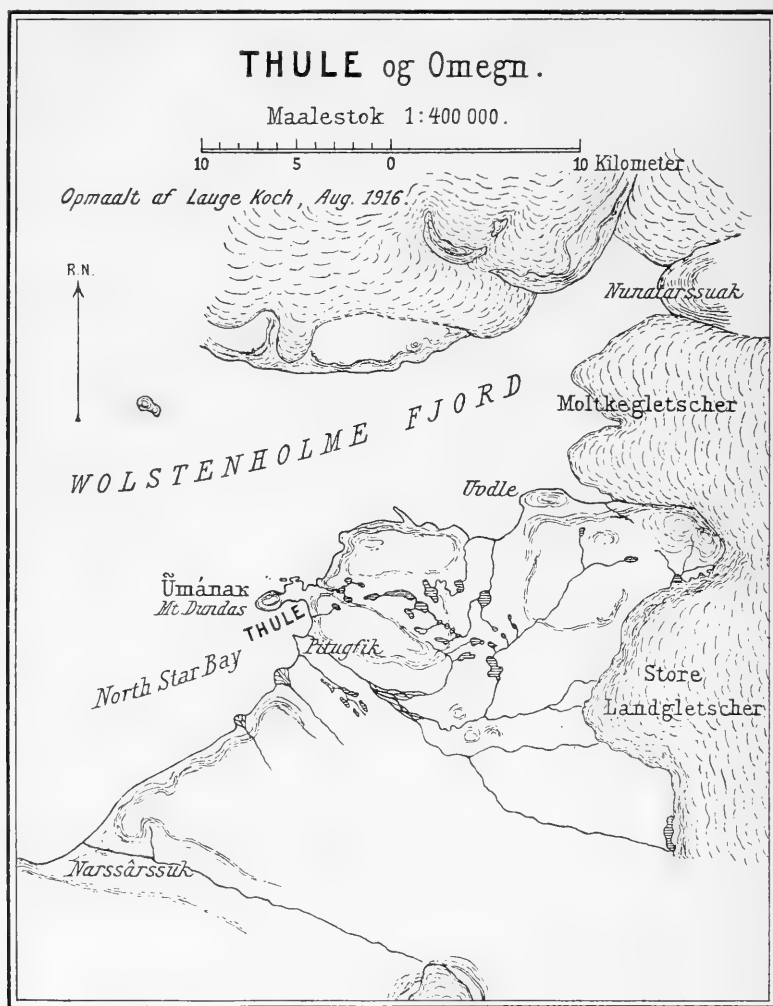 THULE og Omegn.
Maalestok 1:400 000.
10 5 0 10 Kilometer
Opmaalt af Lauge Koch, Aug. 1916.
R.N.
Nunatarssuak
Moltkegletscher
WOLSTENHOLME FJORD
Uvdle
Ũmánaĸ
Mt. Dundas
THULE
Pitugfik
North Star Bay
Store
Landgletscher
Narssârssuk